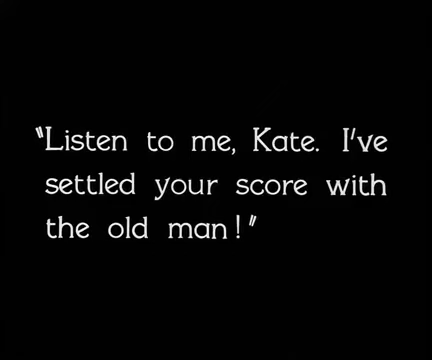 "Listen to me, Kate. I've
settled your score with
the old man!"